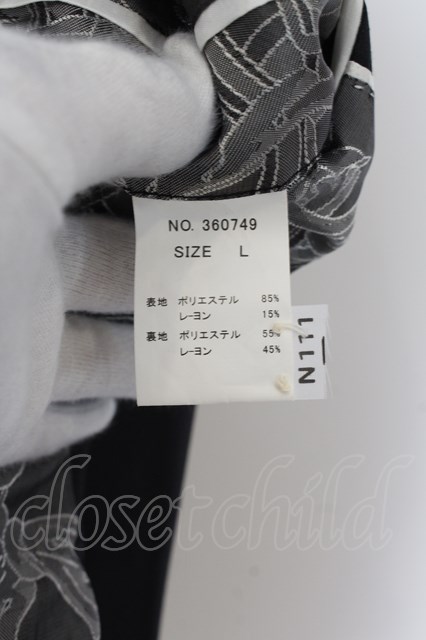 NO. 360749
SIZE L
表地 ポリエステル 85%
レーヨン 15%
裏地 ポリエステル 55%
レーヨン 45%
N111
closet child